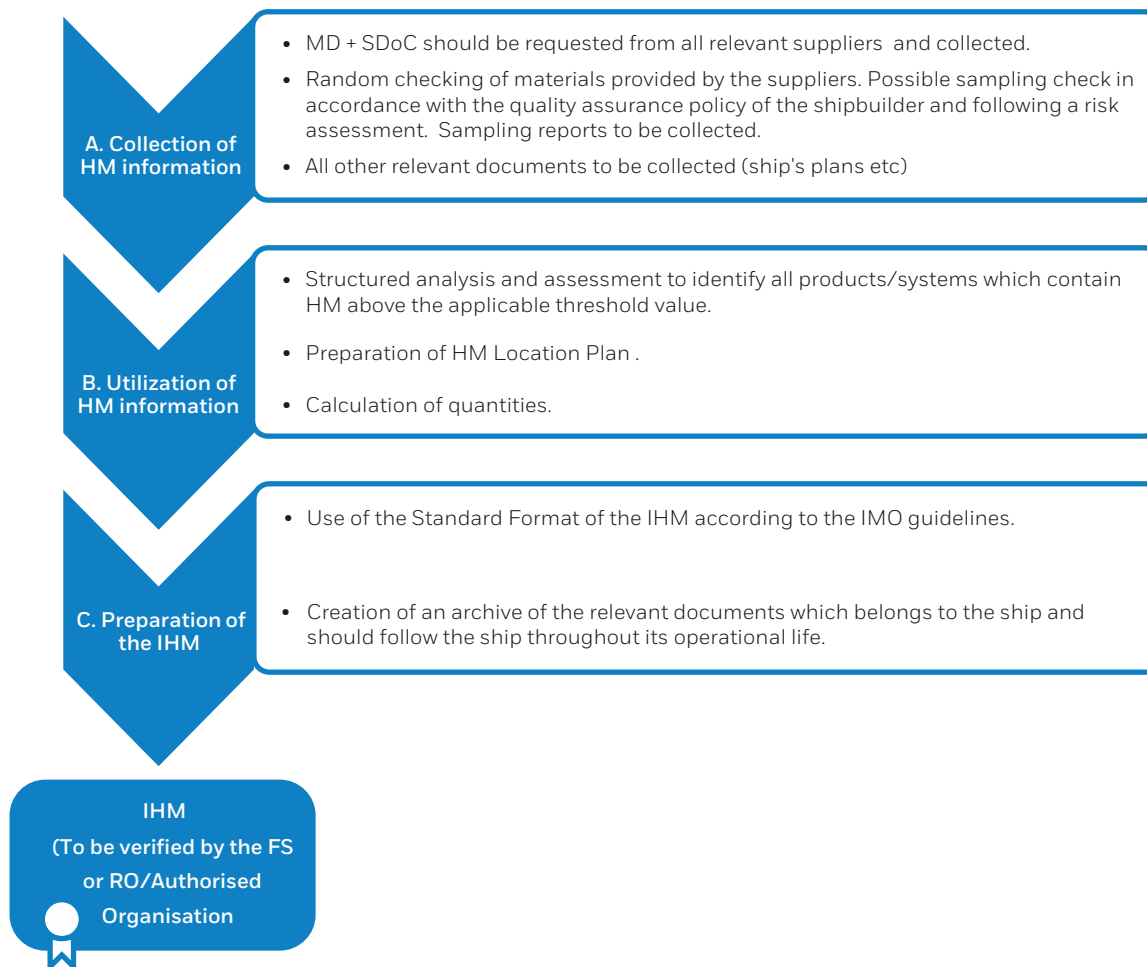 A. Collection of
HM information
• MD + SDoC should be requested from all relevant suppliers and collected.
• Random checking of materials provided by the suppliers. Possible sampling check in
accordance with the quality assurance policy of the shipbuilder and following a risk
assessment. Sampling reports to be collected.
• All other relevant documents to be collected (ship's plans etc)
B. Utilization of
HM information
• Structured analysis and assessment to identify all products/systems which contain
HM above the applicable threshold value.
• Preparation of HM Location Plan .
• Calculation of quantities.
C. Preparation of
the IHM
• Use of the Standard Format of the IHM according to the IMO guidelines.
• Creation of an archive of the relevant documents which belongs to the ship and
should follow the ship throughout its operational life.
IHM
(To be verified by the FS
or RO/Authorised
Organisation